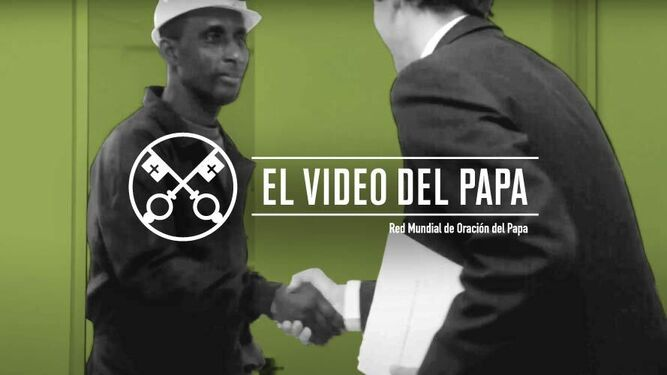 EL VIDEO DEL PAPA
Red Mundial de Oración del Papa